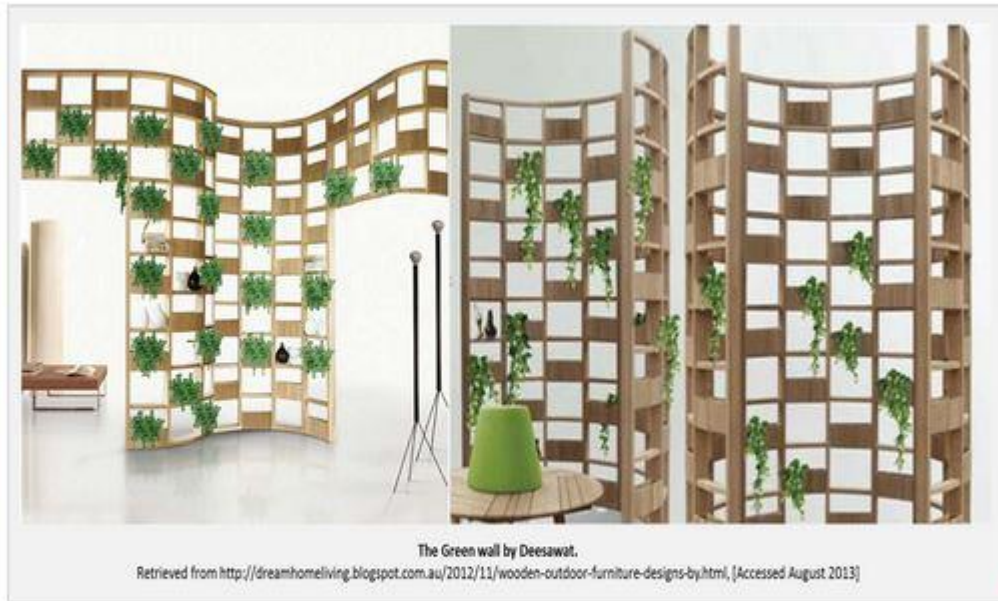 The Green wall by Deesawat.
Retrieved from http://dreamhomeliving.blogspot.com.au/2012/11/wooden-outdoor-furniture-designs-by.html, [Accessed August 2013]